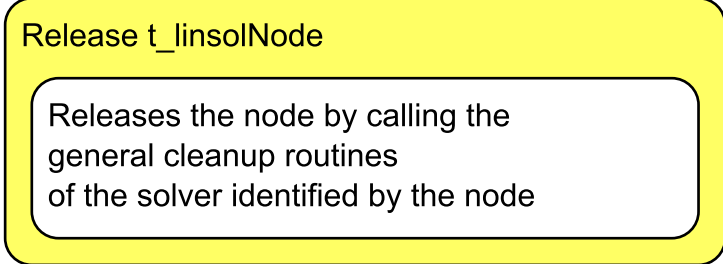 Release t_linsolNode
Releases the node by calling the
general cleanup routines
of the solver identified by the node